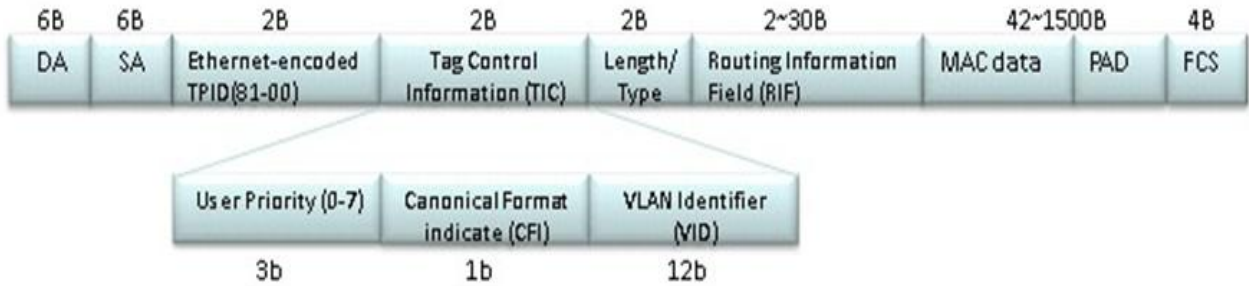 6B 6B 2B 2B 2B 2~30B 42~1500B 4B
DA SA Ethernet-encoded TPID(81-00) Tag Control Information (TIC) Length/Type Routing Information Field (RIF) MAC data PAD FCS
User Priority (0-7) Canonical Format indicate (CFI) VLAN Identifier (VID)
3b 1b 12b